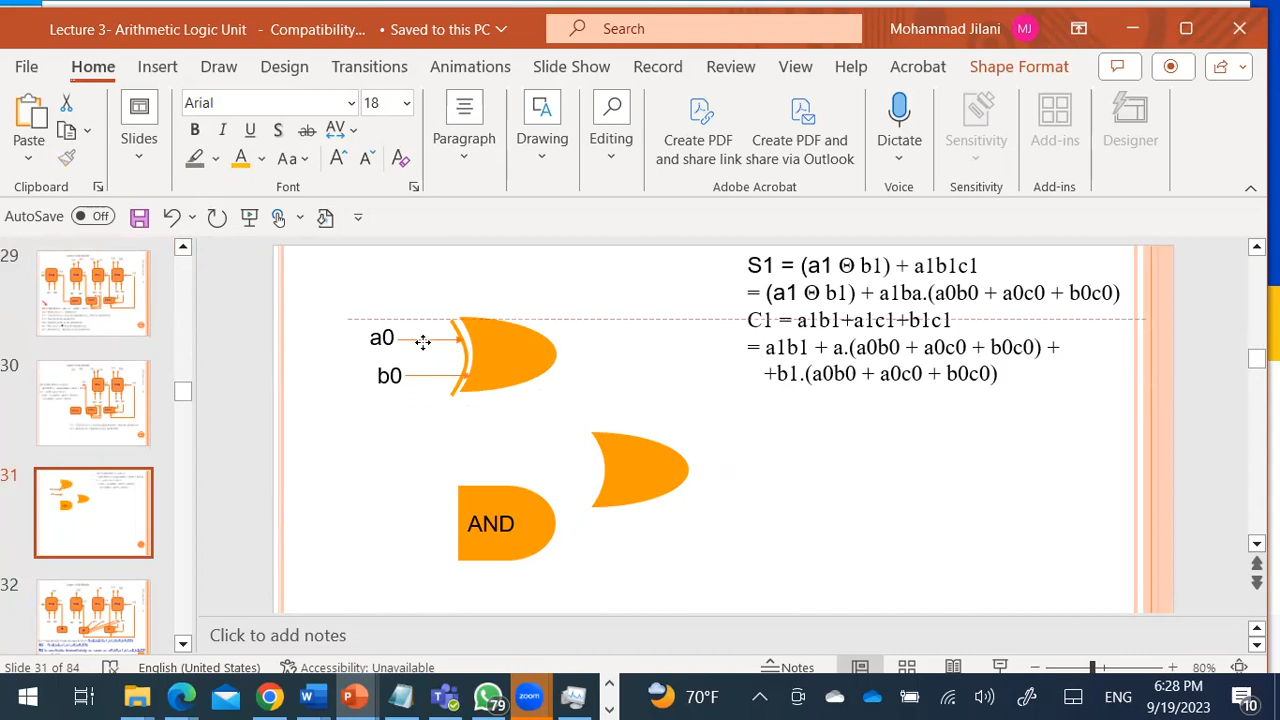 Lecture 3- Arithmetic Logic Unit - Compatibility... • Saved to this PC
Search
Mohammad Jilani MJ
File Home Insert Draw Design Transitions Animations Slide Show Record Review View Help Acrobat Shape Format
Arial 18
Paste
Slides
Paragraph
Drawing
Editing
Create PDF and share link
Create PDF and share via Outlook
Dictate
Sensitivity
Add-ins
Designer
Clipboard
Font
Adobe Acrobat
Voice
Sensitivity
Add-ins
AutoSave Off
29
30
31
32
S1 = (a1 Θ b1) + a1b1c1
= (a1 Θ b1) + a1ba.(a0b0 + a0c0 + b0c0)
C1 = a1b1+a1c1+b1c1
= a1b1 + a.(a0b0 + a0c0 + b0c0) +
+b1.(a0b0 + a0c0 + b0c0)
a0
b0
AND
Click to add notes
Slide 31 of 84 English (United States) Accessibility: Unavailable Notes 80%
79
zoom
70°F
ENG
6:28 PM
9/19/2023
10